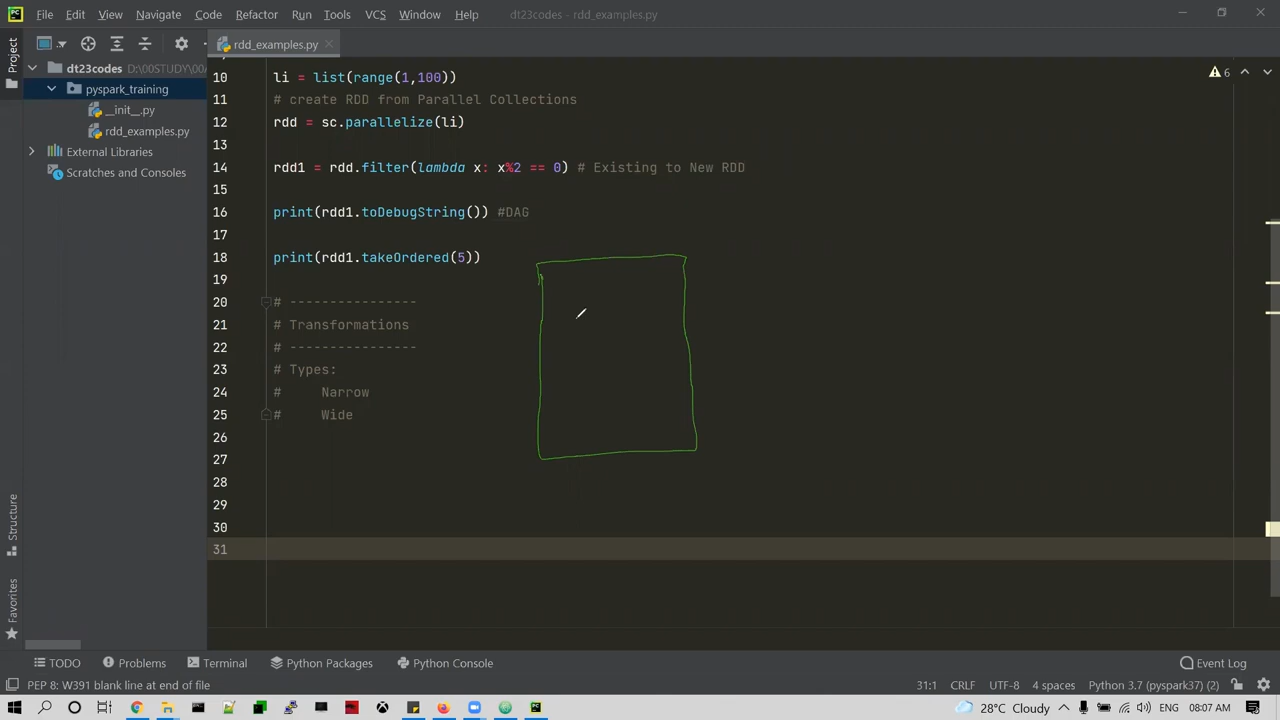 File Edit View Navigate Code Refactor Run Tools VCS Window Help dt23codes - rdd_examples.py
rdd_examples.py
Project
dt23codes D:\00STUDY\00A
pyspark_training
__init__.py
rdd_examples.py
External Libraries
Scratches and Consoles
6
10 li = list(range(1,100))
11 # create RDD from Parallel Collections
12 rdd = sc.parallelize(li)
13
14 rdd1 = rdd.filter(lambda x: x%2 == 0) # Existing to New RDD
15
16 print(rdd1.toDebugString()) #DAG
17
18 print(rdd1.takeOrdered(5))
19
20 # ----------------
21 # Transformations
22 # ----------------
23 # Types:
24 #     Narrow
25 #     Wide
26
27
28
29
30
31
Structure
Favorites
TODO Problems Terminal Python Packages Python Console Event Log
PEP 8: W391 blank line at end of file 31:1 CRLF UTF-8 4 spaces Python 3.7 (pyspark37) (2)
28°C Cloudy ENG 08:07 AM